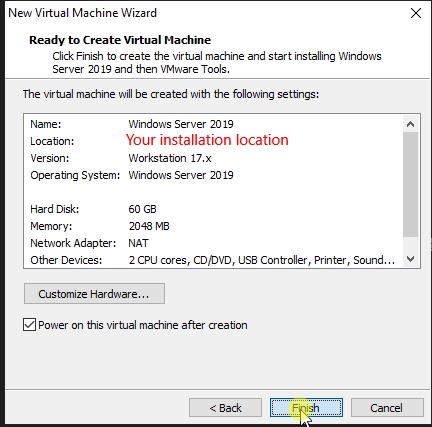 New Virtual Machine Wizard
Ready to Create Virtual Machine
Click Finish to create the virtual machine and start installing Windows
Server 2019 and then VMware Tools.
The virtual machine will be created with the following settings:
Name: Windows Server 2019
Location: Your installation location
Version: Workstation 17.x
Operating System: Windows Server 2019
Hard Disk: 60 GB
Memory: 2048 MB
Network Adapter: NAT
Other Devices: 2 CPU cores, CD/DVD, USB Controller, Printer, Sound...
Customize Hardware...
Power on this virtual machine after creation
< Back Finish Cancel